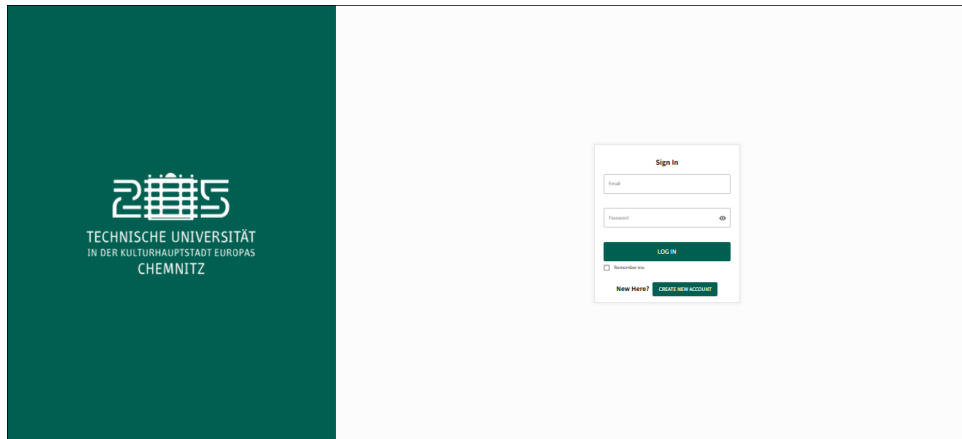 2025
TECHNISCHE UNIVERSITÄT
IN DER KULTURHAUPTSTADT EUROPAS
CHEMNITZ
Sign In
Email
Password
LOG IN
Remember me
New Here? CREATE NEW ACCOUNT